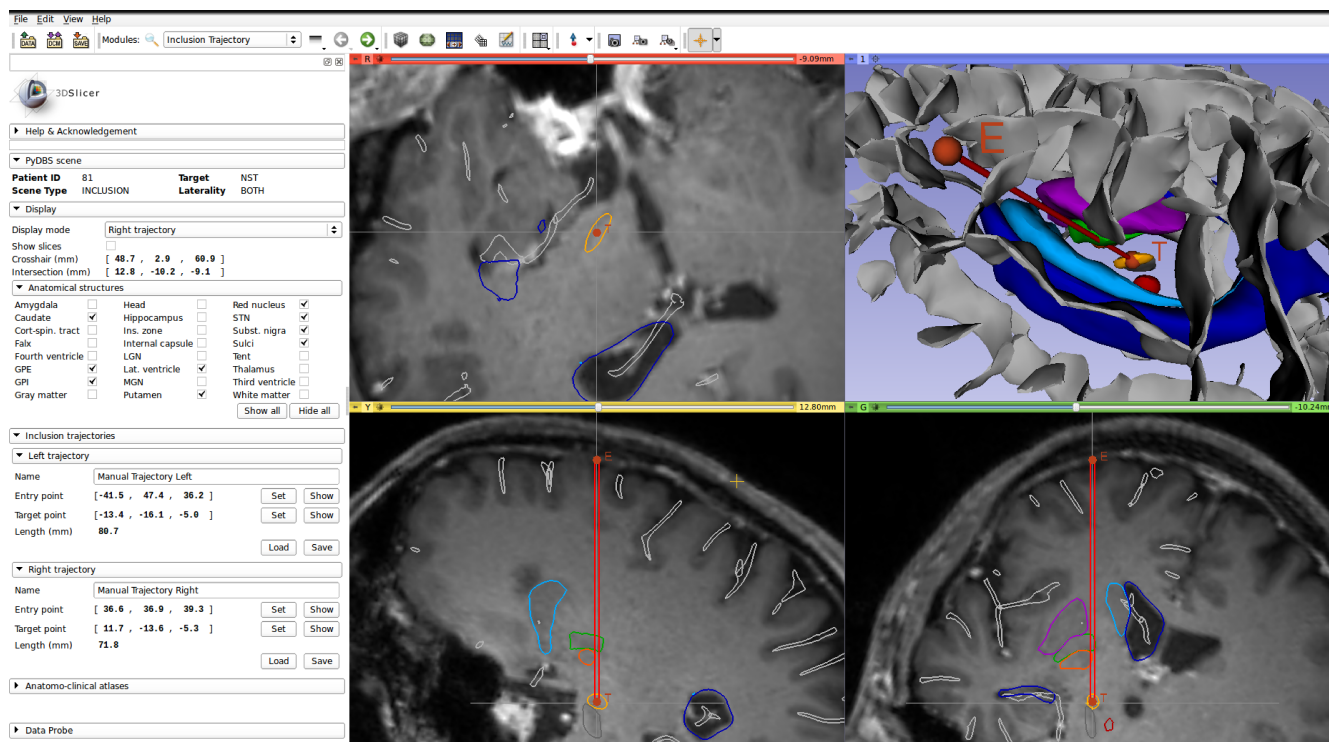 File Edit View Help
DATA DCM SAVE Modules: Inclusion Trajectory
3DSlicer
Help & Acknowledgement
PyDBS scene
Patient ID 81 Target NST
Scene Type INCLUSION Laterality BOTH
Display
Display mode Right trajectory
Show slices
Crosshair (mm) [ 48.7 , 2.9 , 60.9 ]
Intersection (mm) [ 12.8 , -10.2 , -9.1 ]
Anatomical structures
Amygdala Head Red nucleus
Caudate Hippocampus STN
Cort-spin. tract Ins. zone Subst. nigra
Falx Internal capsule Sulci
Fourth ventricle LGN Tent
GPE Lat. ventricle Thalamus
GPI MGN Third ventricle
Gray matter Putamen White matter
Show all Hide all
Inclusion trajectories
Left trajectory
Name Manual Trajectory Left
Entry point [-41.5 , 47.4 , 36.2 ] Set Show
Target point [-13.4 , -16.1 , -5.0 ] Set Show
Length (mm) 80.7
Load Save
Right trajectory
Name Manual Trajectory Right
Entry point [ 36.6 , 36.9 , 39.3 ] Set Show
Target point [ 11.7 , -13.6 , -5.3 ] Set Show
Length (mm) 71.8
Load Save
Anatomo-clinical atlases
Data Probe
R -9.09mm
T
1
E
T
Y 12.80mm
E
T
G -10.24mm
E
T